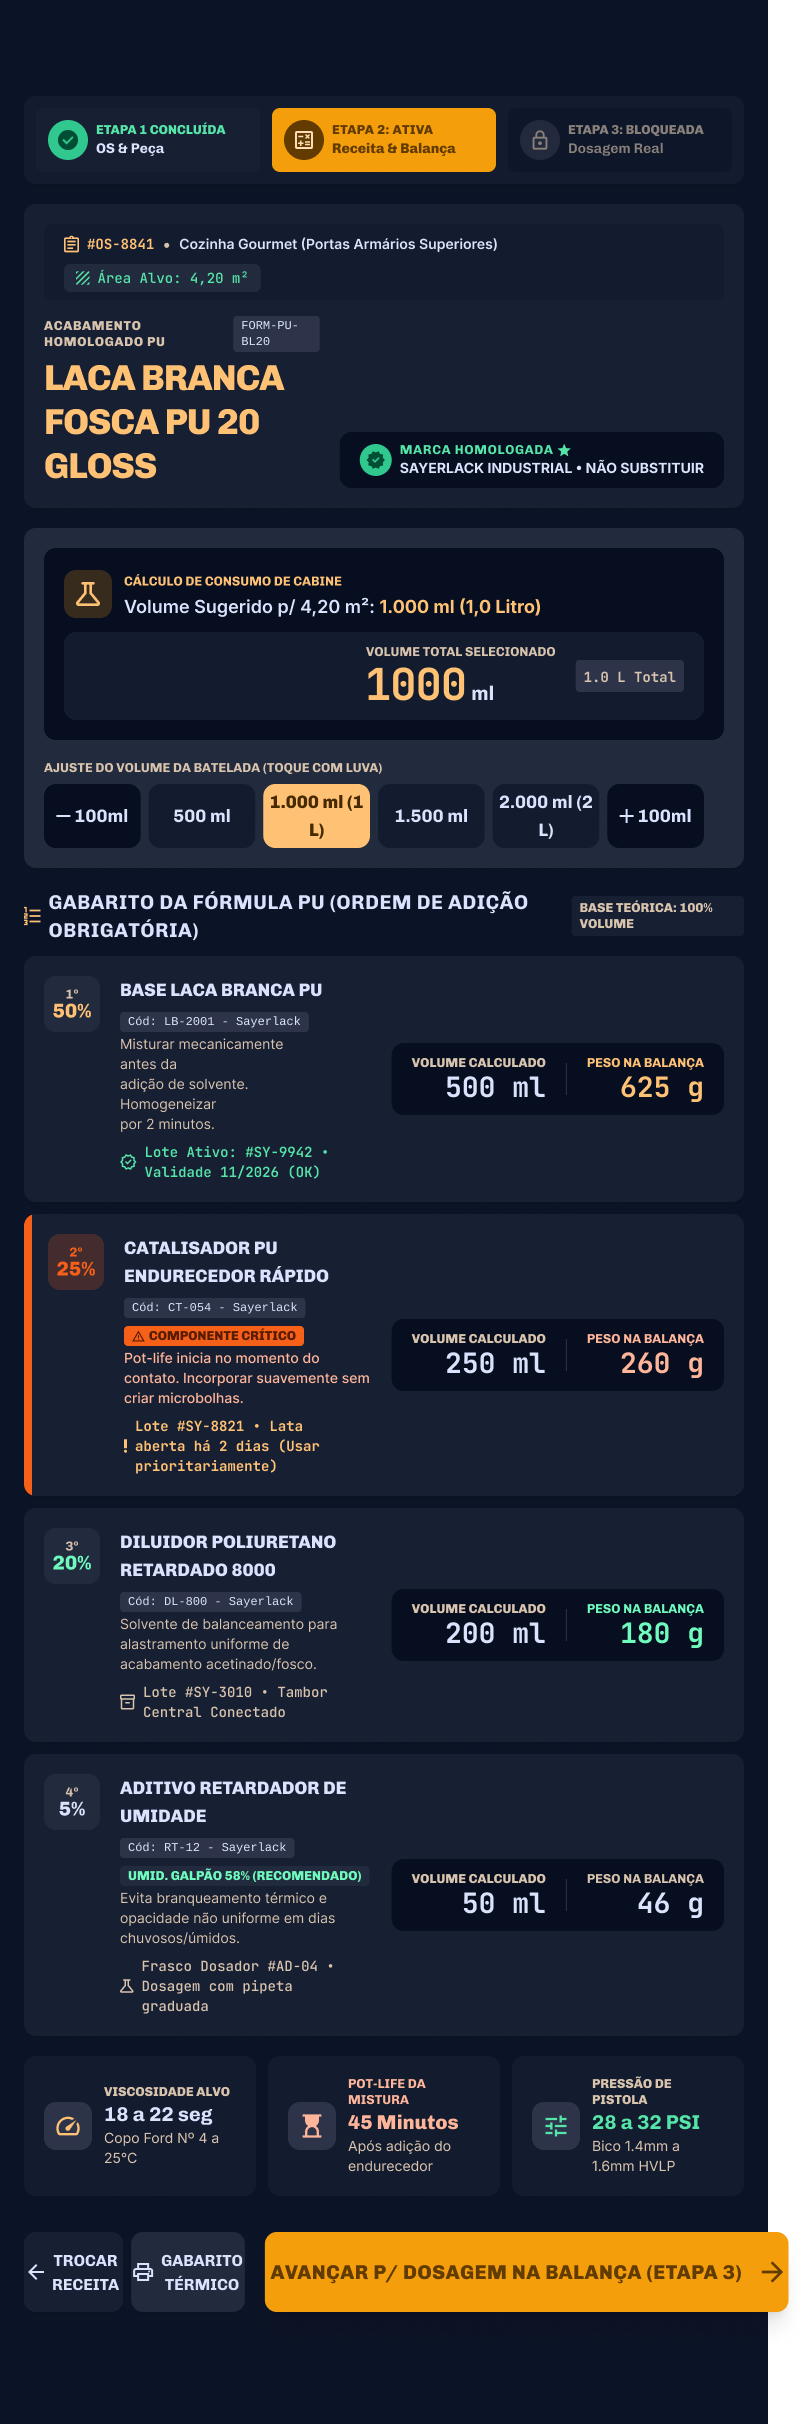 ETAPA 1 CONCLUÍDA
OS & Peça
ETAPA 2: ATIVA
Receita & Balança
ETAPA 3: BLOQUEADA
Dosagem Real
#OS-8841 • Cozinha Gourmet (Portas Armários Superiores)
Área Alvo: 4,20 m²
ACABAMENTO
HOMOLOGADO PU
FORM-PU-
BL20
LACA BRANCA
FOSCA PU 20
GLOSS
MARCA HOMOLOGADA ★
SAYERLACK INDUSTRIAL • NÃO SUBSTITUIR
CÁLCULO DE CONSUMO DE CABINE
Volume Sugerido p/ 4,20 m²: 1.000 ml (1,0 Litro)
VOLUME TOTAL SELECIONADO
1000 ml
1.0 L Total
AJUSTE DO VOLUME DA BATELADA (TOQUE COM LUVA)
−100ml
500 ml
1.000 ml (1
L)
1.500 ml
2.000 ml (2
L)
+100ml
GABARITO DA FÓRMULA PU (ORDEM DE ADIÇÃO
OBRIGATÓRIA)
BASE TEÓRICA: 100%
VOLUME
1º
50%
BASE LACA BRANCA PU
Cód: LB-2001 - Sayerlack
Misturar mecanicamente
antes da
adição de solvente.
Homogeneizar
por 2 minutos.
Lote Ativo: #SY-9942 •
Validade 11/2026 (OK)
VOLUME CALCULADO
500 ml
PESO NA BALANÇA
625 g
2º
25%
CATALISADOR PU
ENDURECEDOR RÁPIDO
Cód: CT-054 - Sayerlack
COMPONENTE CRÍTICO
Pot-life inicia no momento do
contato. Incorporar suavemente sem
criar microbolhas.
Lote #SY-8821 • Lata
aberta há 2 dias (Usar
prioritariamente)
VOLUME CALCULADO
250 ml
PESO NA BALANÇA
260 g
3º
20%
DILUIDOR POLIURETANO
RETARDADO 8000
Cód: DL-800 - Sayerlack
Solvente de balanceamento para
alastramento uniforme de
acabamento acetinado/fosco.
Lote #SY-3010 • Tambor
Central Conectado
VOLUME CALCULADO
200 ml
PESO NA BALANÇA
180 g
4º
5%
ADITIVO RETARDADOR DE
UMIDADE
Cód: RT-12 - Sayerlack
UMID. GALPÃO 58% (RECOMENDADO)
Evita branqueamento térmico e
opacidade não uniforme em dias
chuvosos/úmidos.
Frasco Dosador #AD-04 •
Dosagem com pipeta
graduada
VOLUME CALCULADO
50 ml
PESO NA BALANÇA
46 g
VISCOSIDADE ALVO
18 a 22 seg
Copo Ford Nº 4 a
25°C
POT-LIFE DA
MISTURA
45 Minutos
Após adição do
endurecedor
PRESSÃO DE
PISTOLA
28 a 32 PSI
Bico 1.4mm a
1.6mm HVLP
TROCAR
RECEITA
GABARITO
TÉRMICO
AVANÇAR P/ DOSAGEM NA BALANÇA (ETAPA 3)